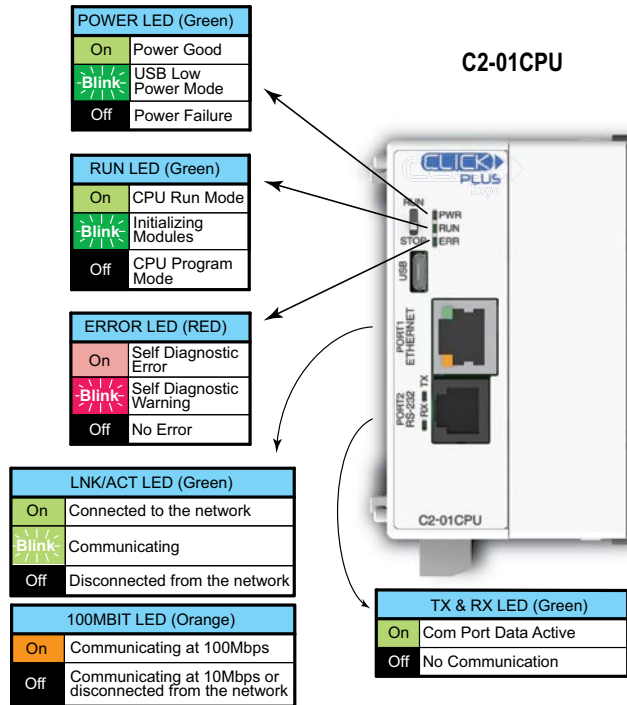 POWER LED (Green)
On Power Good
Blink USB Low
Power Mode
Off Power Failure
RUN LED (Green)
On CPU Run Mode
Blink Initializing
Modules
Off CPU Program
Mode
ERROR LED (RED)
On Self Diagnostic
Error
Blink Self Diagnostic
Warning
Off No Error
LNK/ACT LED (Green)
On Connected to the network
Blink Communicating
Off Disconnected from the network
100MBIT LED (Orange)
On Communicating at 100Mbps
Off Communicating at 10Mbps or
disconnected from the network
C2-01CPU
CLICK
PLUS
RUN
STOP
PWR
RUN
ERR
USB
PORT1
ETHERNET
PORT2
RS-232
RX TX
C2-01CPU
TX & RX LED (Green)
On Com Port Data Active
Off No Communication